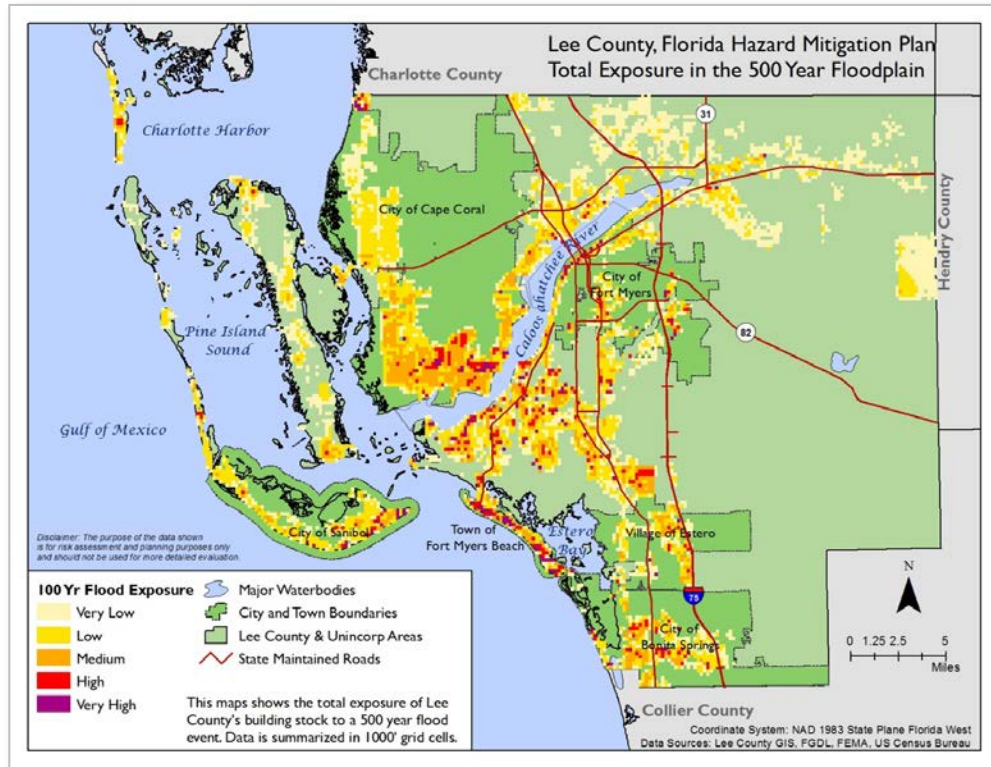 Lee County, Florida Hazard Mitigation Plan
Total Exposure in the 500 Year Floodplain
Charlotte County
Charlotte Harbor
31
City of Cape Coral
Hendry County
Caloosahatchee River
City of
Fort Myers
82
Pine Island
Sound
Gulf of Mexico
City of Sanibel
Town of
Fort Myers Beach
Estero
Bay
Village of Estero
75
City of
Bonita Springs
Collier County
N
0 1.25 2.5 5
Miles
Disclaimer: The purpose of the data shown
is for risk assessment and planning purposes only
and should not be used for more detailed evaluation.
100 Yr Flood Exposure
Very Low
Low
Medium
High
Very High
Major Waterbodies
City and Town Boundaries
Lee County & Unincorp Areas
State Maintained Roads
This maps shows the total exposure of Lee
County's building stock to a 500 year flood
event. Data is summarized in 1000' grid cells.
Coordinate System: NAD 1983 State Plane Florida West
Data Sources: Lee County GIS, FGDL, FEMA, US Census Bureau